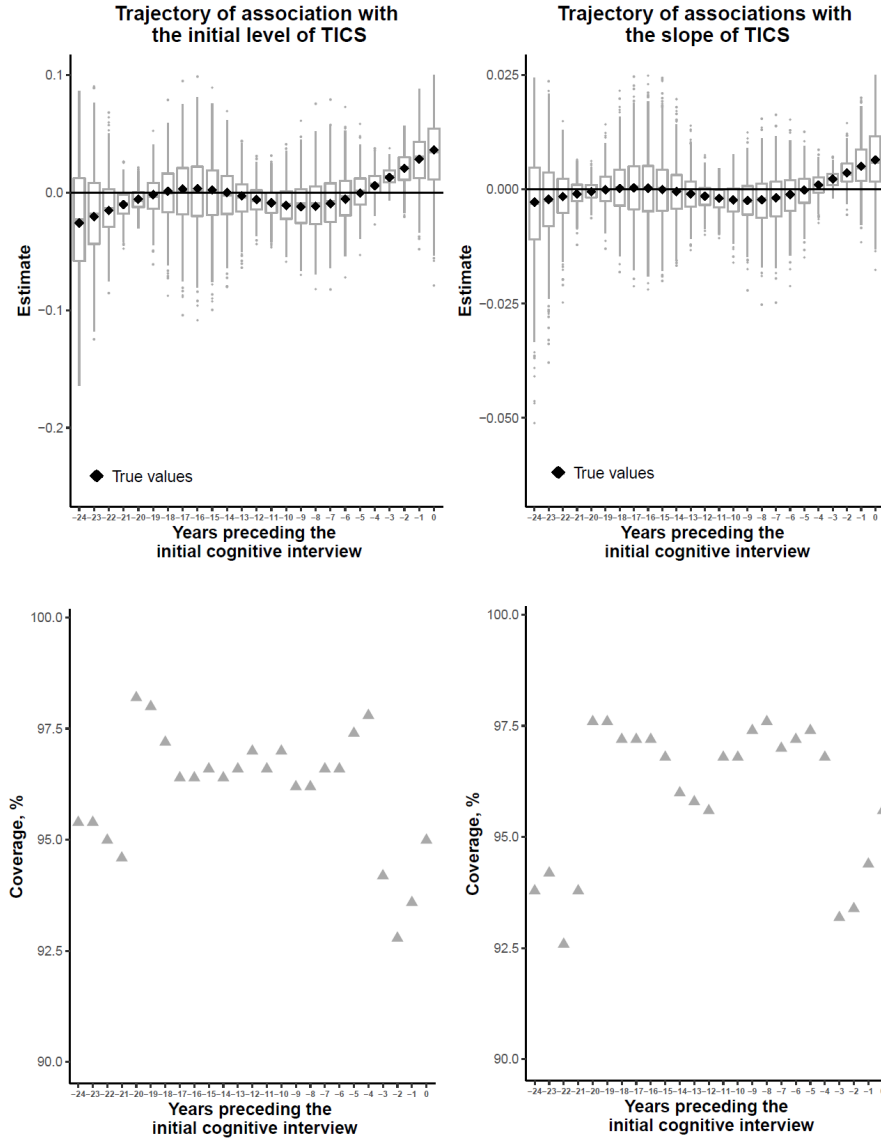 Trajectory of association with
the initial level of TICS
Estimate
0.1
0.0
−0.1
−0.2
True values
−24 −23 −22 −21 −20 −19 −18 −17 −16 −15 −14 −13 −12 −11 −10 −9 −8 −7 −6 −5 −4 −3 −2 −1 0
Years preceding the
initial cognitive interview
Trajectory of associations with
the slope of TICS
Estimate
0.025
0.000
−0.025
−0.050
True values
−24 −23 −22 −21 −20 −19 −18 −17 −16 −15 −14 −13 −12 −11 −10 −9 −8 −7 −6 −5 −4 −3 −2 −1 0
Years preceding the
initial cognitive interview
Coverage, %
100.0
97.5
95.0
92.5
90.0
−24 −23 −22 −21 −20 −19 −18 −17 −16 −15 −14 −13 −12 −11 −10 −9 −8 −7 −6 −5 −4 −3 −2 −1 0
Years preceding the
initial cognitive interview
Coverage, %
100.0
97.5
95.0
92.5
90.0
−24 −23 −22 −21 −20 −19 −18 −17 −16 −15 −14 −13 −12 −11 −10 −9 −8 −7 −6 −5 −4 −3 −2 −1
Years preceding the
initial cognitive interview